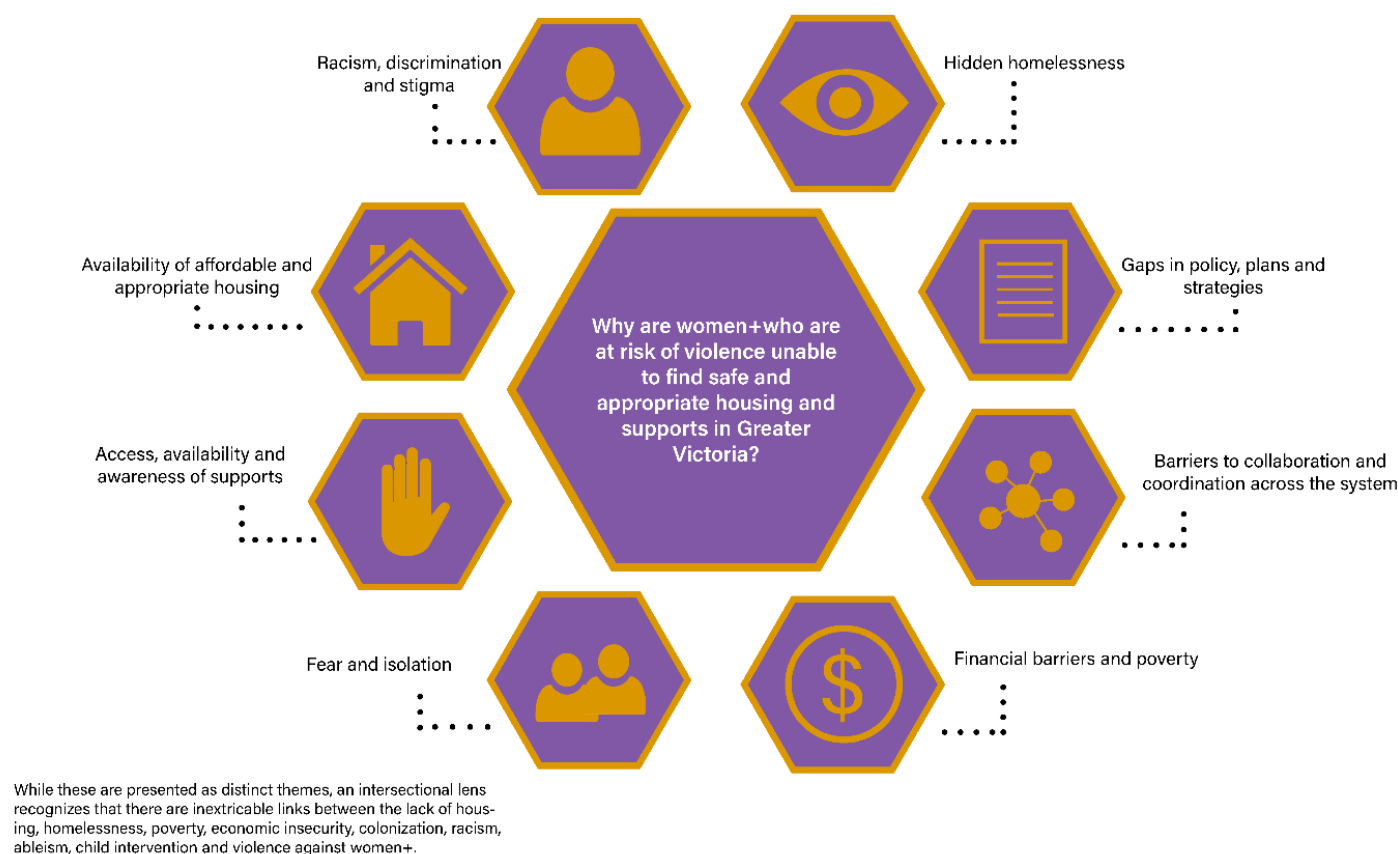 Racism, discrimination
and stigma
Hidden homelessness
Availability of affordable and
appropriate housing
Gaps in policy, plans and
strategies
Why are women+who are
at risk of violence unable
to find safe and
appropriate housing and
supports in Greater
Victoria?
Access, availability and
awareness of supports
Barriers to collaboration and
coordination across the system
Fear and isolation
$
Financial barriers and poverty
While these are presented as distinct themes, an intersectional lens
recognizes that there are inextricable links between the lack of hous-
ing, homelessness, poverty, economic insecurity, colonization, racism,
ableism, child intervention and violence against women+.